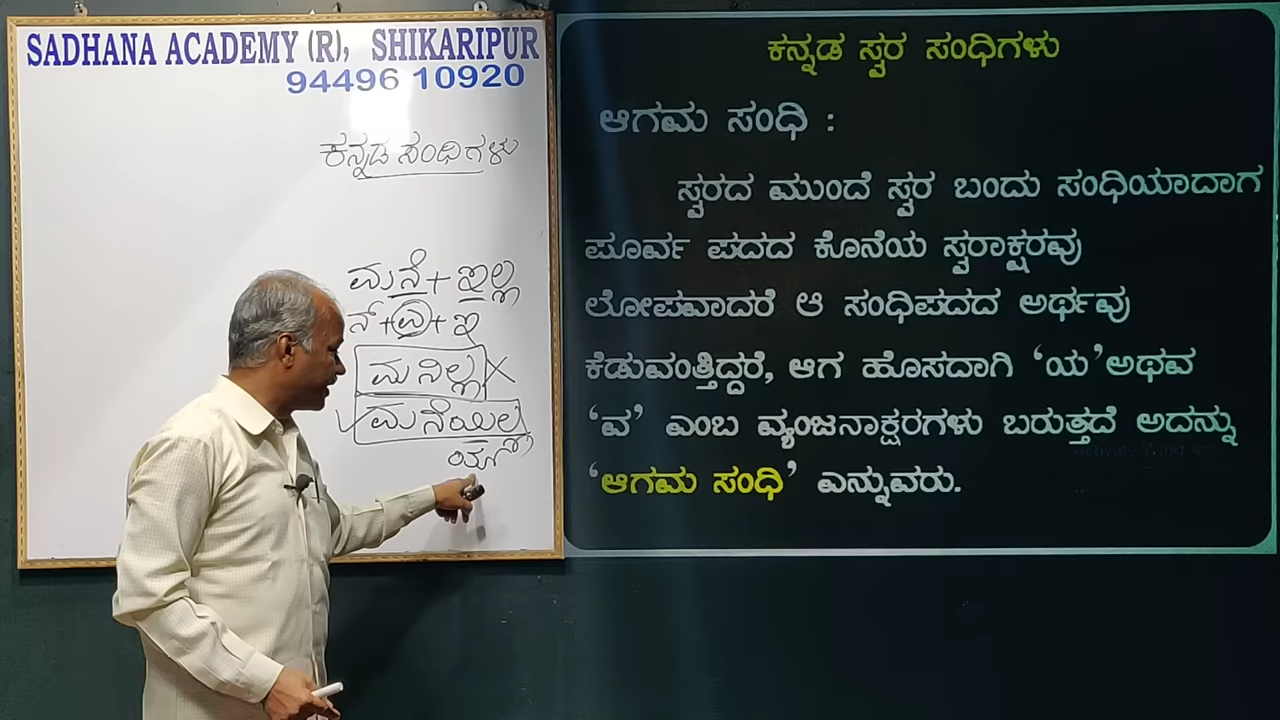 SADHANA ACADEMY (R), SHIKARIPUR
94499 10920
ಕನ್ನಡ ಸಂಧಿಗಳು
ಮನೆ + ಇಲ್ಲ
ನ್ + ಎ + ಇ
ಮನಿಲ್ಲ X
✓ ಮನೆಯಿಲ್ಲ
ಕನ್ನಡ ಸ್ವರ ಸಂಧಿಗಳು
ಆಗಮ ಸಂಧಿ :
ಸ್ವರದ ಮುಂದೆ ಸ್ವರ ಬಂದು ಸಂಧಿಯಾದಾಗ
ಪೂರ್ವ ಪದದ ಕೊನೆಯ ಸ್ವರಾಕ್ಷರವು
ಲೋಪವಾದರೆ ಆ ಸಂಧಿಪದದ ಅರ್ಥವು
ಕೆಡುವಂತ್ತಿದ್ದರೆ, ಆಗ ಹೊಸದಾಗಿ ‘ಯ’ಅಥವ
‘ವ’ ಎಂಬ ವ್ಯಂಜನಾಕ್ಷರಗಳು ಬರುತ್ತದೆ ಅದನ್ನು
‘ಆಗಮ ಸಂಧಿ’ ಎನ್ನುವರು.